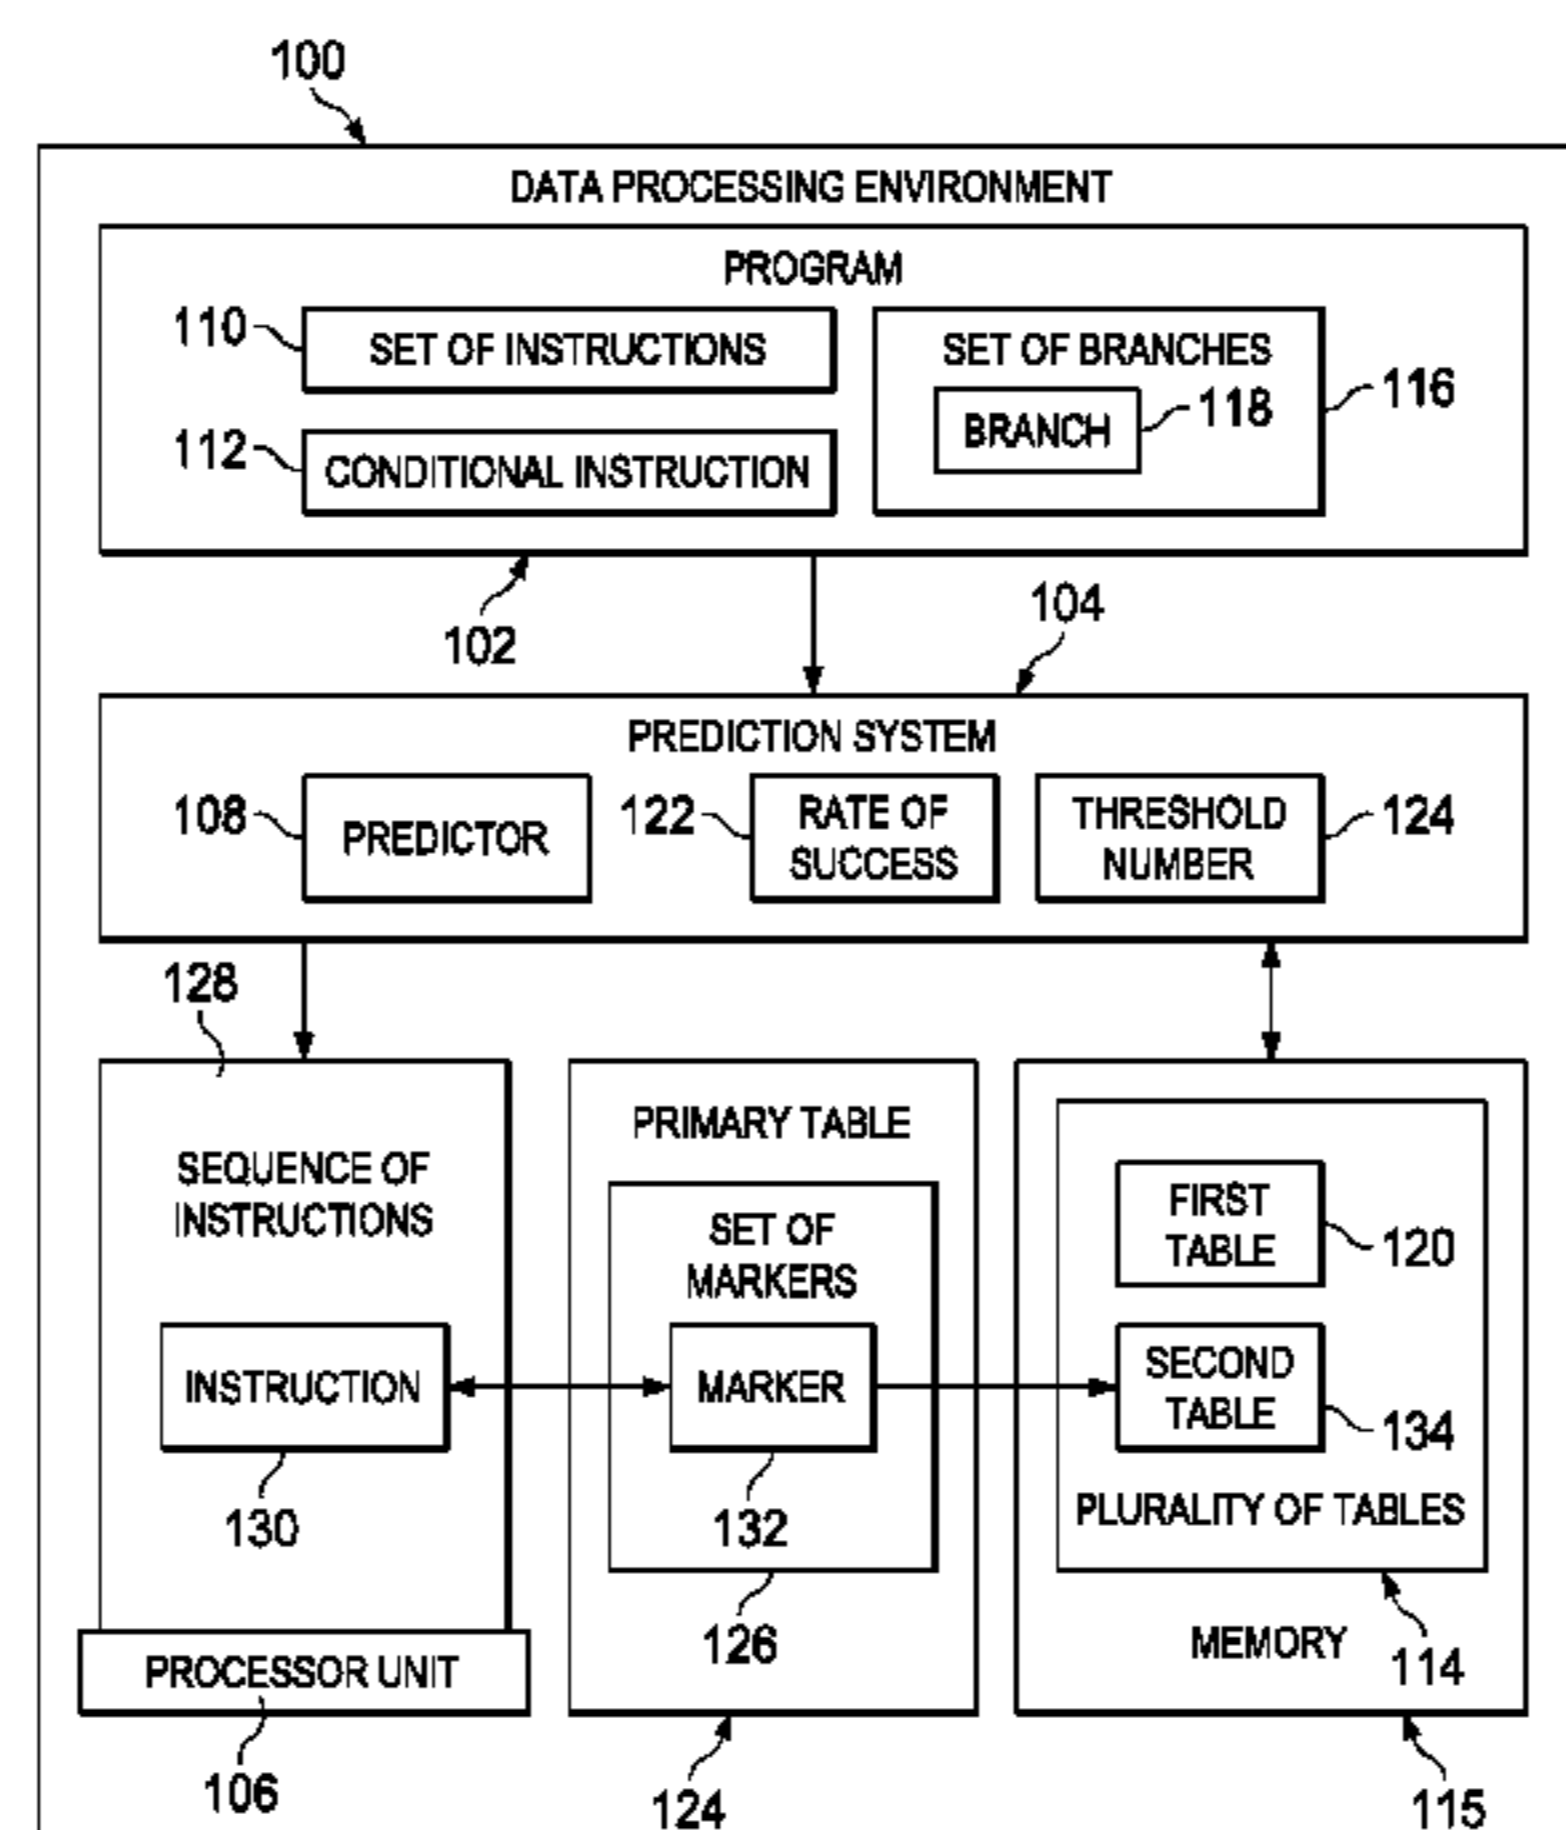 100
DATA PROCESSING ENVIRONMENT
PROGRAM
110
SET OF INSTRUCTIONS
SET OF BRANCHES
116
112
CONDITIONAL INSTRUCTION
BRANCH
118
102
104
PREDICTION SYSTEM
108
PREDICTOR
122
RATE OF
SUCCESS
THRESHOLD
NUMBER
124
128
SEQUENCE OF
INSTRUCTIONS
INSTRUCTION
130
PROCESSOR UNIT
106
PRIMARY TABLE
SET OF
MARKERS
MARKER
132
126
124
FIRST
TABLE
120
SECOND
TABLE
134
PLURALITY OF TABLES
114
MEMORY
115